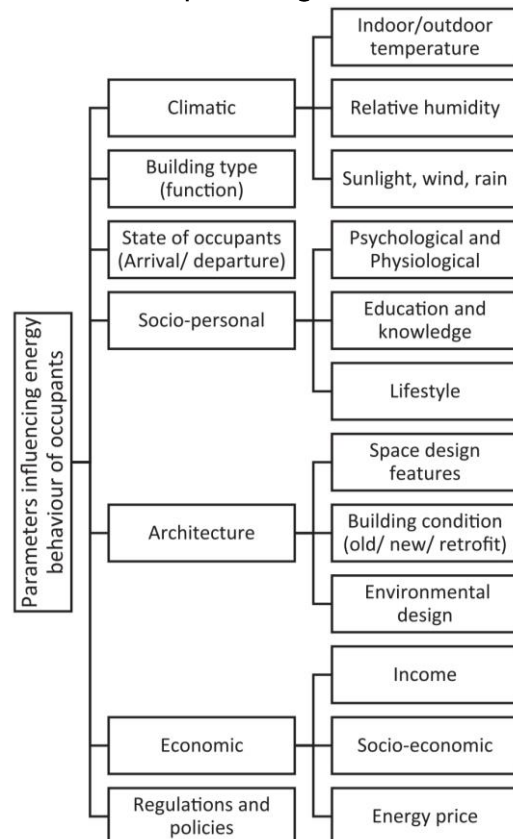 Parameters influencing energy
behaviour of occupants
Climatic
Indoor/outdoor
temperature
Relative humidity
Sunlight, wind, rain
Building type
(function)
State of occupants
(Arrival/ departure)
Socio-personal
Psychological and
Physiological
Education and
knowledge
Lifestyle
Architecture
Space design
features
Building condition
(old/ new/ retrofit)
Environmental
design
Economic
Income
Socio-economic
Energy price
Regulations and
policies